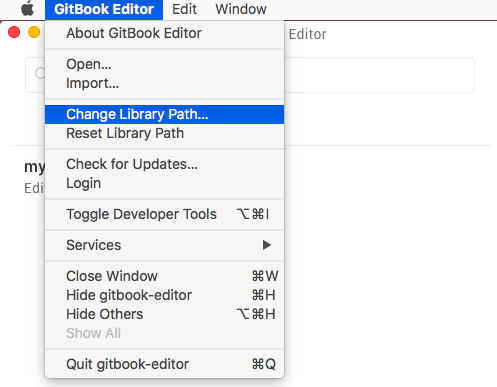 GitBook Editor Edit Window
Editor
About GitBook Editor
Open...
Import...
Change Library Path...
Reset Library Path
Check for Updates...
my
Login
Edi
Toggle Developer Tools ⌥⌘I
Services ▶
Close Window ⌘W
Hide gitbook-editor ⌘H
Hide Others ⌥⌘H
Show All
Quit gitbook-editor ⌘Q